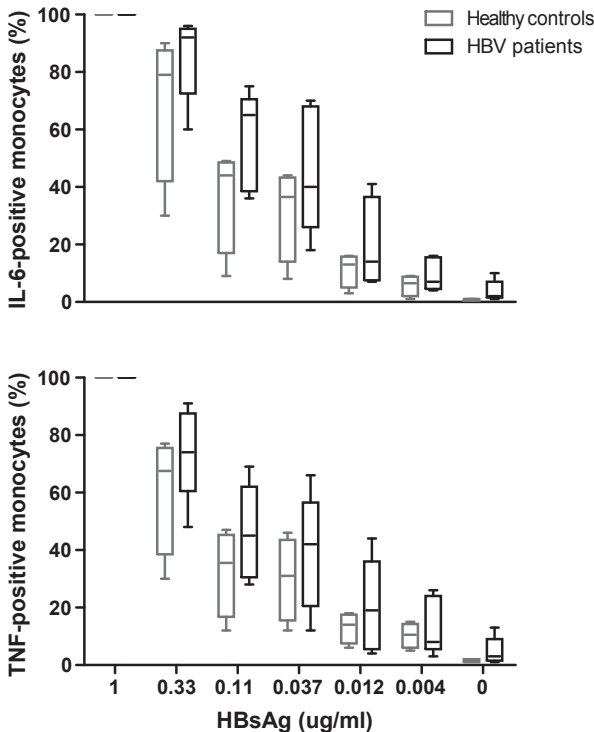 Healthy controls
HBV patients
IL-6-positive monocytes (%)
100
80
60
40
20
0
TNF-positive monocytes (%)
100
80
60
40
20
0
1 0.33 0.11 0.037 0.012 0.004 0
HBsAg (ug/ml)